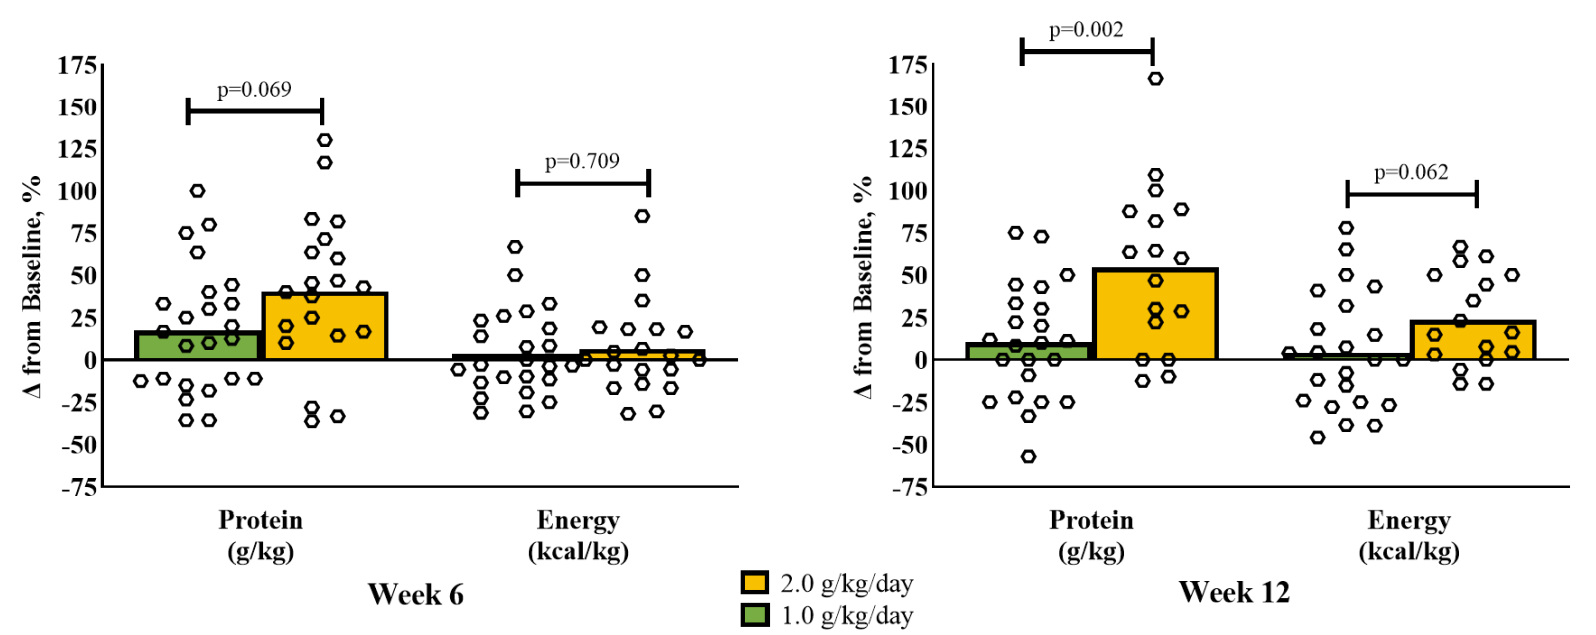 p=0.002
175
p=0.069
150
125
p=0.709
100
75
50
25
0
-25
-50
-75
Δ from Baseline, %
Protein
(g/kg)
Energy
(kcal/kg)
Week 6
175
150
125
p=0.062
100
75
50
25
0
-25
-50
-75
Δ from Baseline, %
Protein
(g/kg)
Energy
(kcal/kg)
Week 12
2.0 g/kg/day
1.0 g/kg/day